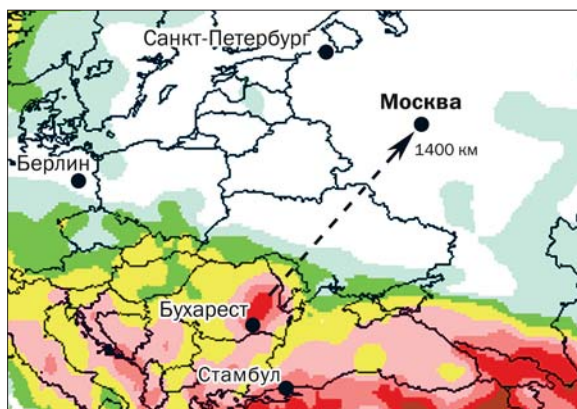 Санкт-Петербург
Москва
1400 км
Берлин
Бухарест
Стамбул